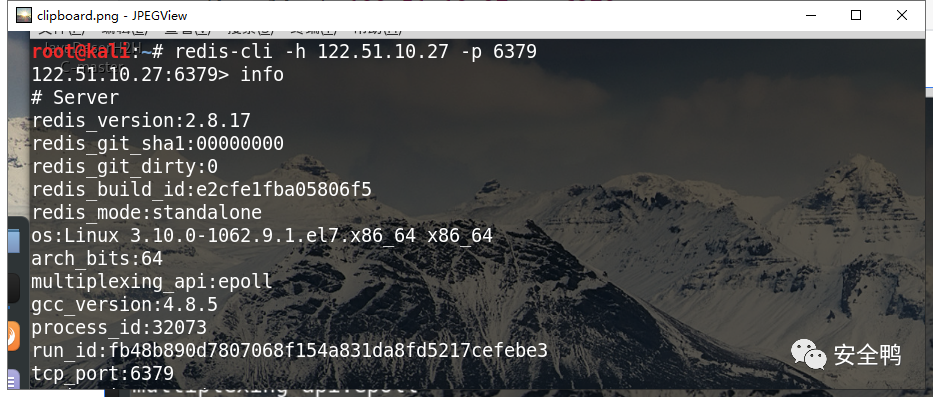 clipboard.png - JPEGView
root@kali:~# redis-cli -h 122.51.10.27 -p 6379
122.51.10.27:6379> info
# Server
redis_version:2.8.17
redis_git_sha1:00000000
redis_git_dirty:0
redis_build_id:e2cfe1fba05806f5
redis_mode:standalone
os:Linux 3.10.0-1062.9.1.el7.x86_64 x86_64
arch_bits:64
multiplexing_api:epoll
gcc_version:4.8.5
process_id:32073
run_id:fb48b890d7807068f154a831da8fd5217cefebe3
安全鸭
tcp_port:6379
multiplexing_api:epoll